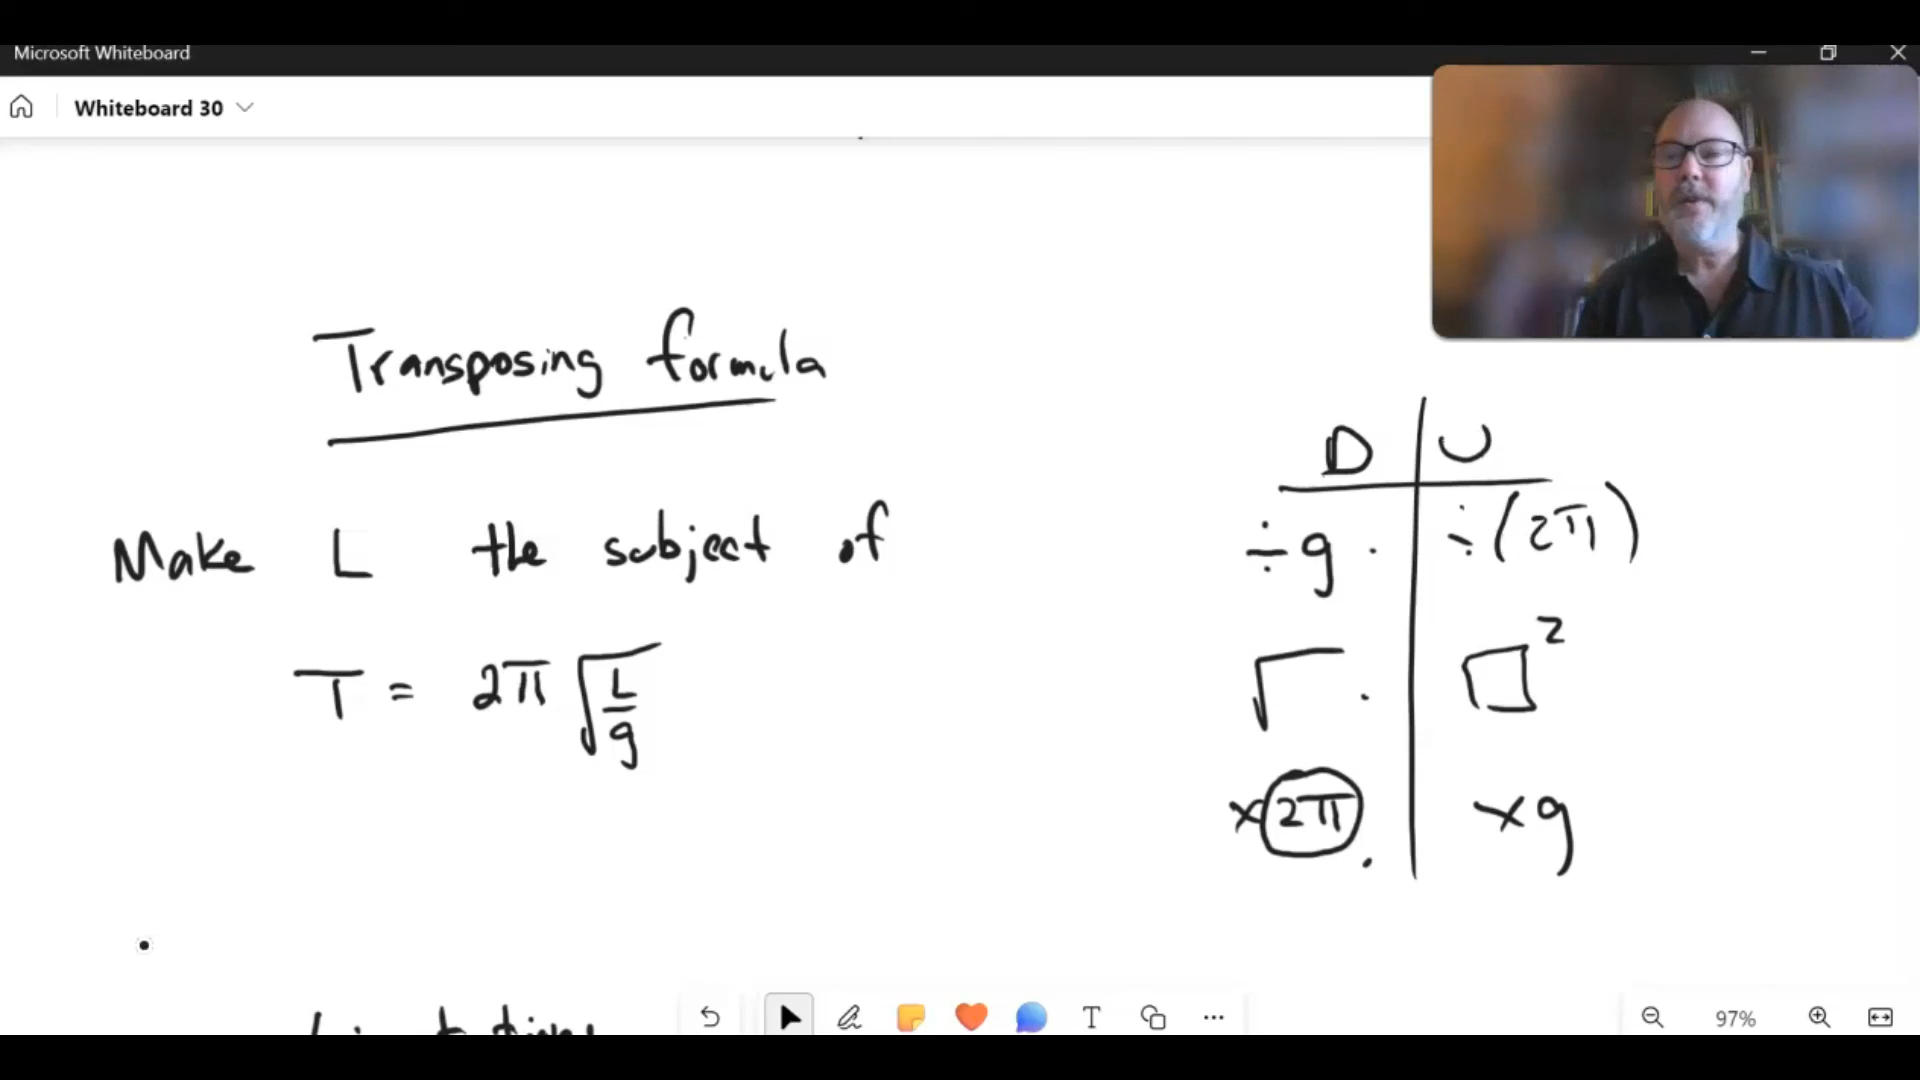 Microsoft Whiteboard
Whiteboard 30
Transposing formula
Make L the subject of
T = 2π √(L/g)
D | U
÷ g · | ÷ (2π)
√ · | □²
× 2π . | × g
T
97%